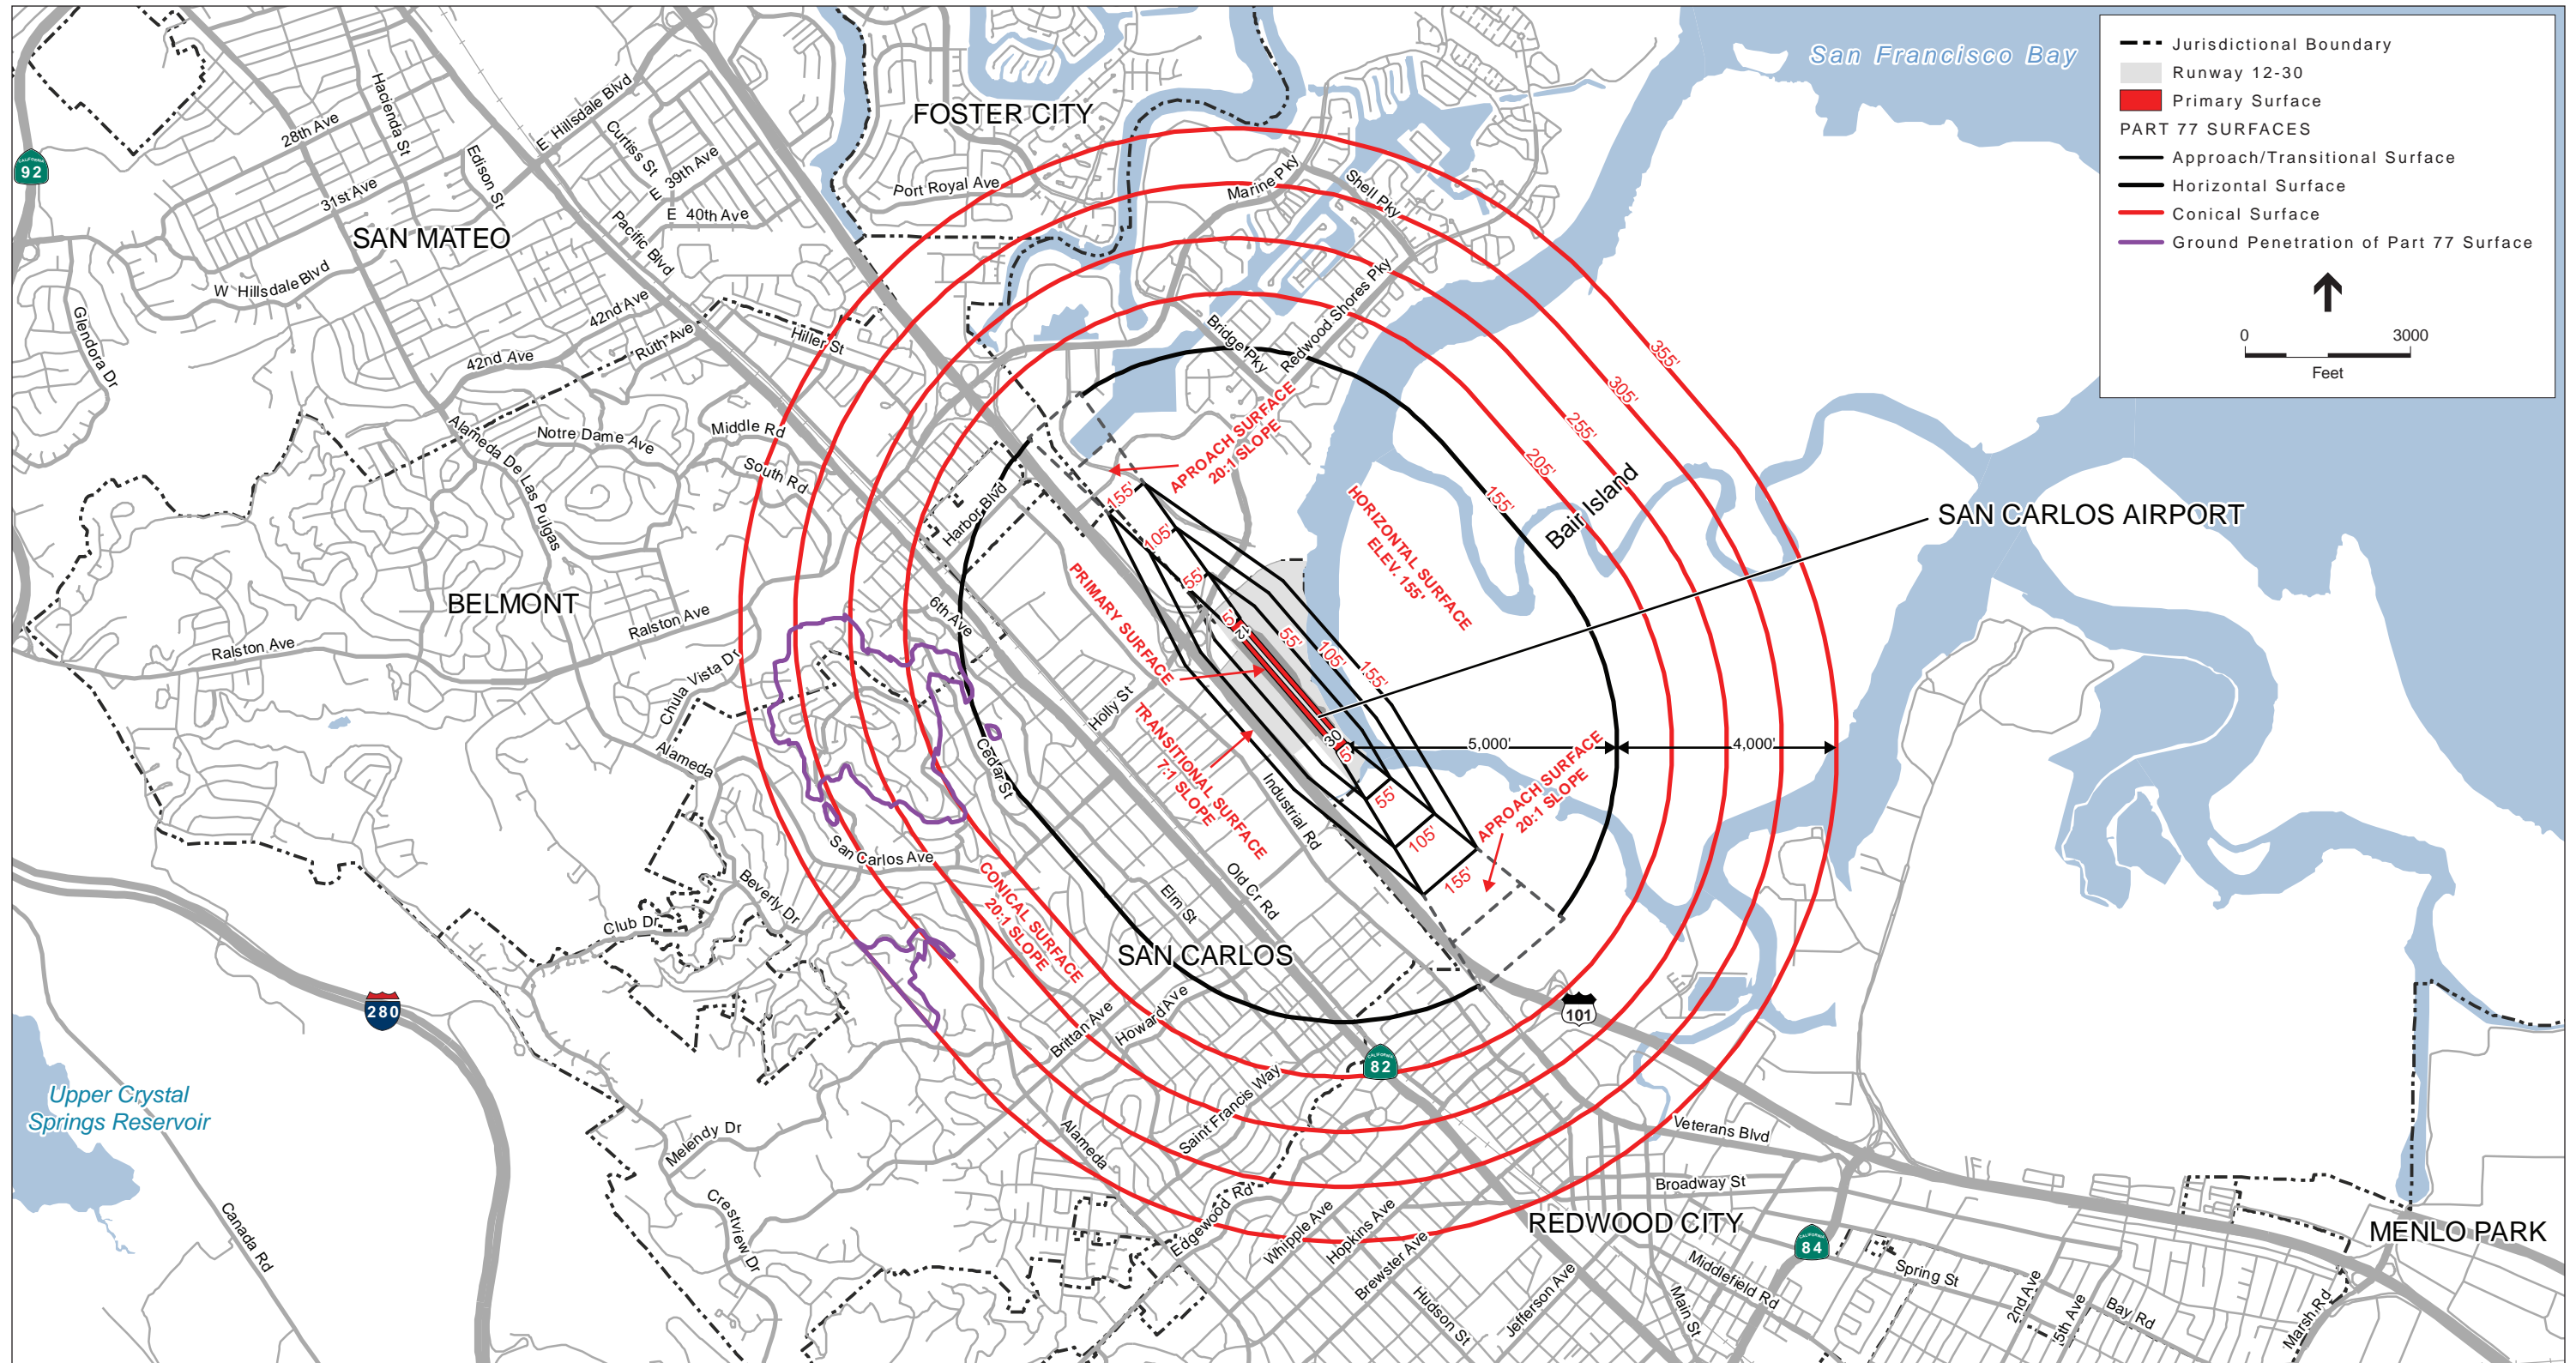 San Francisco Bay
Jurisdictional Boundary
Runway 12-30
Primary Surface
PART 77 SURFACES
Approach/Transitional Surface
Horizontal Surface
Conical Surface
Ground Penetration of Part 77 Surface
0 3000
Feet
CALIFORNIA
92
28th Ave
Hacienda St
31st Ave
Edison St
E Hillsdale Blvd
Curtiss St
E 39th Ave
E 40th Ave
Pacific Blvd
SAN MATEO
W Hillsdale Blvd
Glendora Dr
42nd Ave
42nd Ave
Ruth Ave
Hiller St
FOSTER CITY
Port Royal Ave
Marine Pky
Shell Pky
Bridge Pky
Redwood Shores Pky
355'
305'
255'
205'
155'
Bair Island
APROACH SURFACE
20:1 SLOPE
HORIZONTAL SURFACE
ELEV. 155'
SAN CARLOS AIRPORT
Alameda De Las Pulgas
Notre Dame Ave
Middle Rd
South Rd
Harbor Blvd
155'
105'
55'
5'
12
55'
105'
155'
PRIMARY SURFACE
BELMONT
Ralston Ave
Ralston Ave
6th Ave
Chula Vista Dr
Alameda
Holly St
Cedar St
TRANSITIONAL SURFACE
7:1 SLOPE
30
5'
5,000'
4,000'
55'
105'
155'
APROACH SURFACE
20:1 SLOPE
Industrial Rd
Old Cr Rd
Elm St
San Carlos Ave
Beverly Dr
Club Dr
CONICAL SURFACE
20:1 SLOPE
SAN CARLOS
Brittan Ave
Howard Ave
280
101
CALIFORNIA
82
Upper Crystal
Springs Reservoir
Canada Rd
Melendy Dr
Crestview Dr
Alameda
Saint Francis Way
Edgewood Rd
Whipple Ave
Hopkins Ave
Brewster Ave
Hudson St
Jefferson Ave
Veterans Blvd
Broadway St
REDWOOD CITY
CALIFORNIA
84
Middlefield Rd
Main St
Spring St
2nd Ave
5th Ave
Bay Rd
Marsh Rd
MENLO PARK